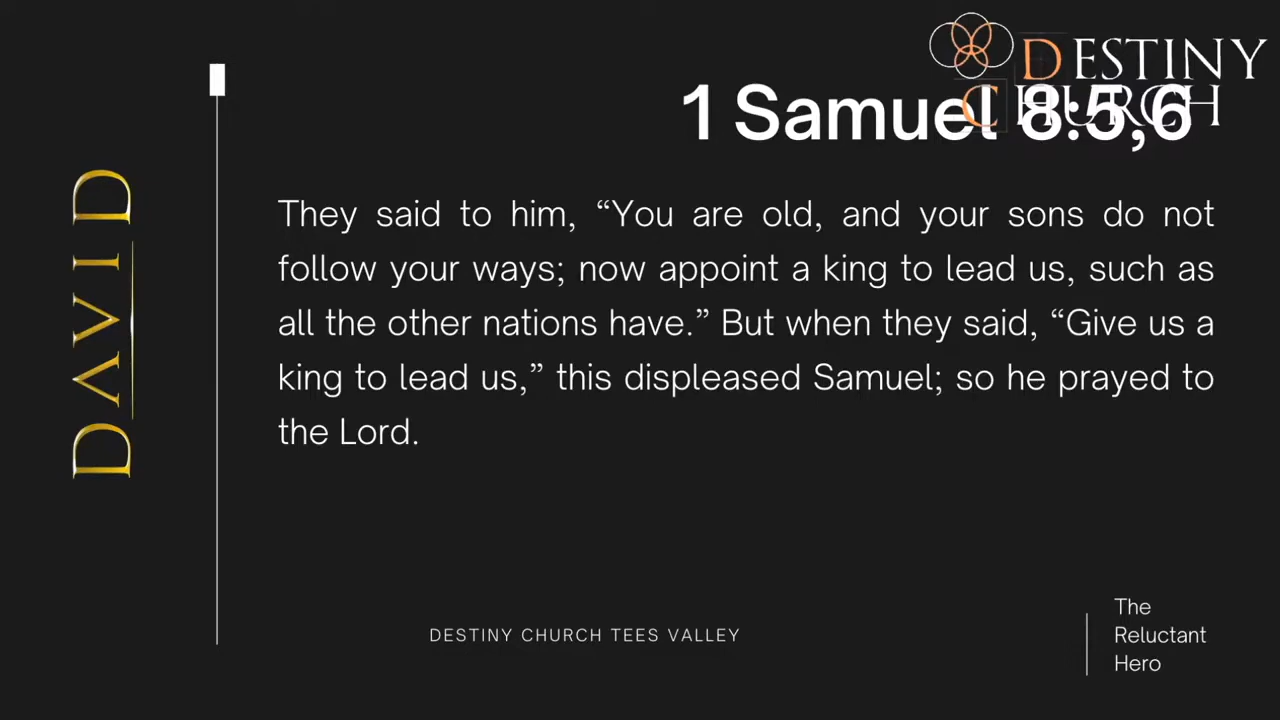 DESTINY
CHURCH
1 Samuel 8:5,6
DAVID
They said to him, “You are old, and your sons do not
follow your ways; now appoint a king to lead us, such as
all the other nations have.” But when they said, “Give us a
king to lead us,” this displeased Samuel; so he prayed to
the Lord.
DESTINY CHURCH TEES VALLEY
The
Reluctant
Hero